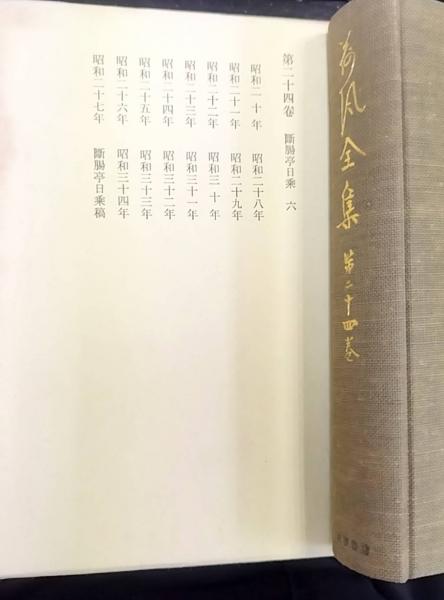 荷風全集 第二十四巻
第二十四卷 斷腸亭日乘 六
昭和二十年 昭和二十八年
昭和二十一年 昭和二十九年
昭和二十二年 昭和三十年
昭和二十三年 昭和三十一年
昭和二十四年 昭和三十二年
昭和二十五年 昭和三十三年
昭和二十六年 昭和三十四年
昭和二十七年 斷腸亭日乘稿